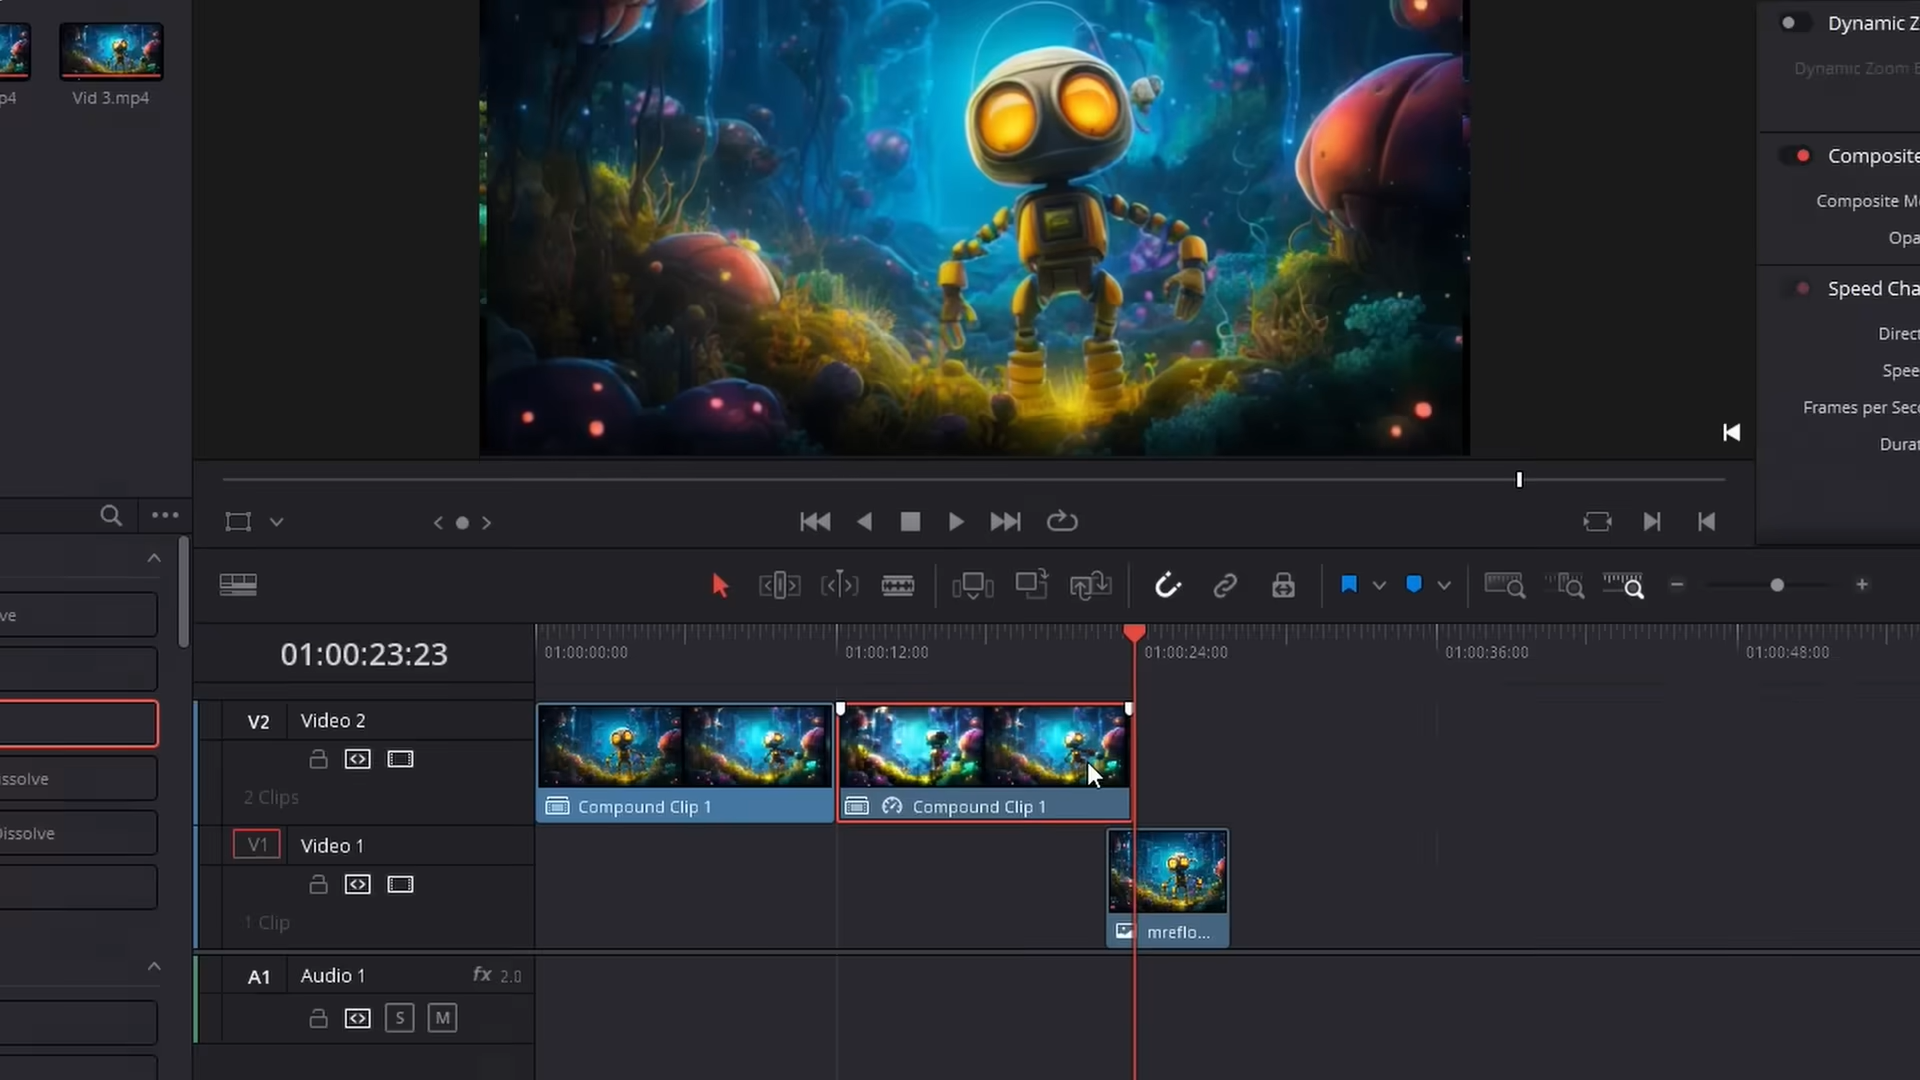 p4
Vid 3.mp4
Dynamic Z
Dynamic Zoom E
Composite
Composite Mo
Opa
Speed Cha
Direct
Spee
Frames per Seco
Durat
ve
ssolve
Dissolve
01:00:23:23
01:00:00:00
01:00:12:00
01:00:24:00
01:00:36:00
01:00:48:00
V2
Video 2
2 Clips
Compound Clip 1
Compound Clip 1
V1
Video 1
1 Clip
mreflo...
A1
Audio 1
fx 2.0
S
M